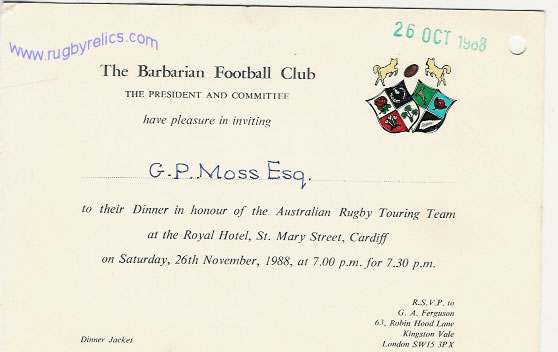 26 OCT 1988
www.rugbyrelics.com
The Barbarian Football Club
THE PRESIDENT AND COMMITTEE
have pleasure in inviting
G.P. Moss Esq.
to their Dinner in honour of the Australian Rugby Touring Team
at the Royal Hotel, St. Mary Street, Cardiff
on Saturday, 26th November, 1988, at 7.00 p.m. for 7.30 p.m.
R.S.V.P. to
G. A. Ferguson
63, Robin Hood Lane
Kingston Vale
Dinner Jacket
London SW15 3PX